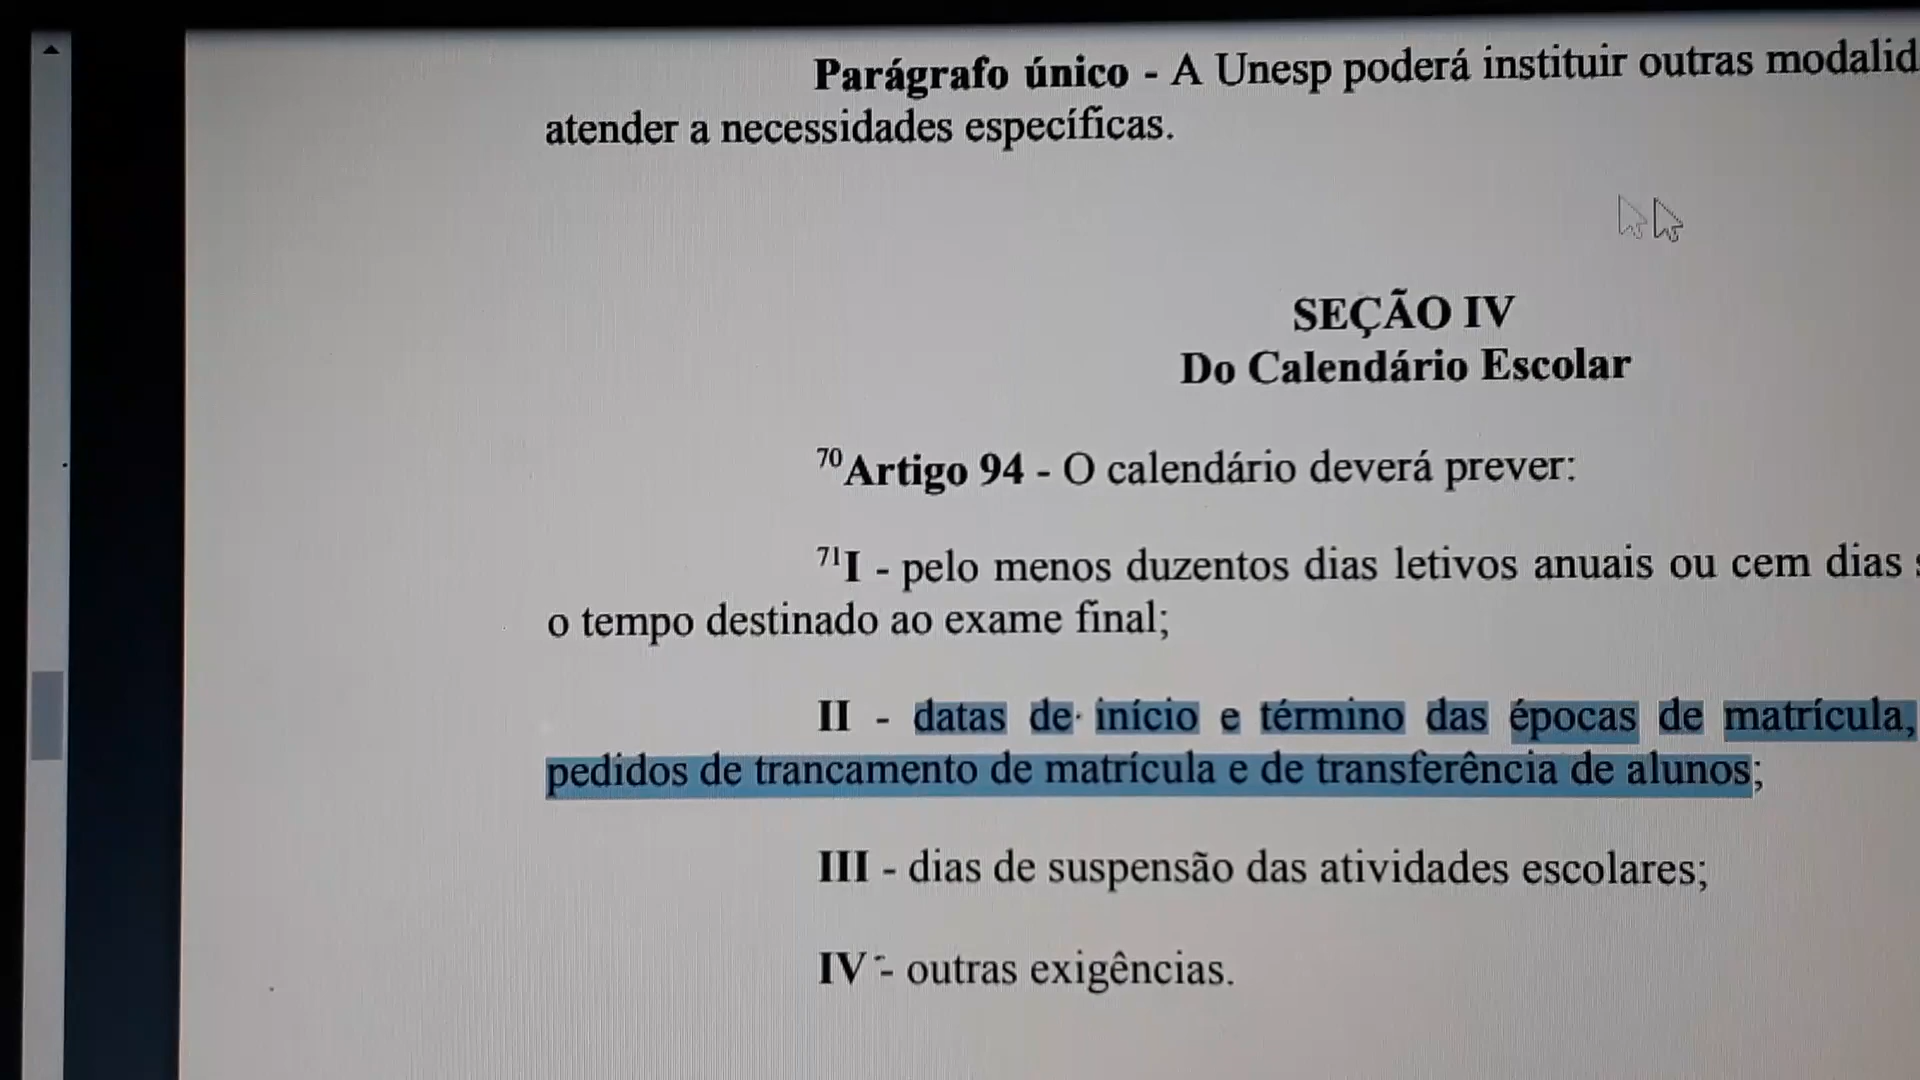 Parágrafo único - A Unesp poderá instituir outras modalid
atender a necessidades específicas.
SEÇÃO IV
Do Calendário Escolar
70Artigo 94 - O calendário deverá prever:
71I - pelo menos duzentos dias letivos anuais ou cem dias
o tempo destinado ao exame final;
II - datas de início e término das épocas de matrícula,
pedidos de trancamento de matrícula e de transferência de alunos;
III - dias de suspensão das atividades escolares;
IV - outras exigências.